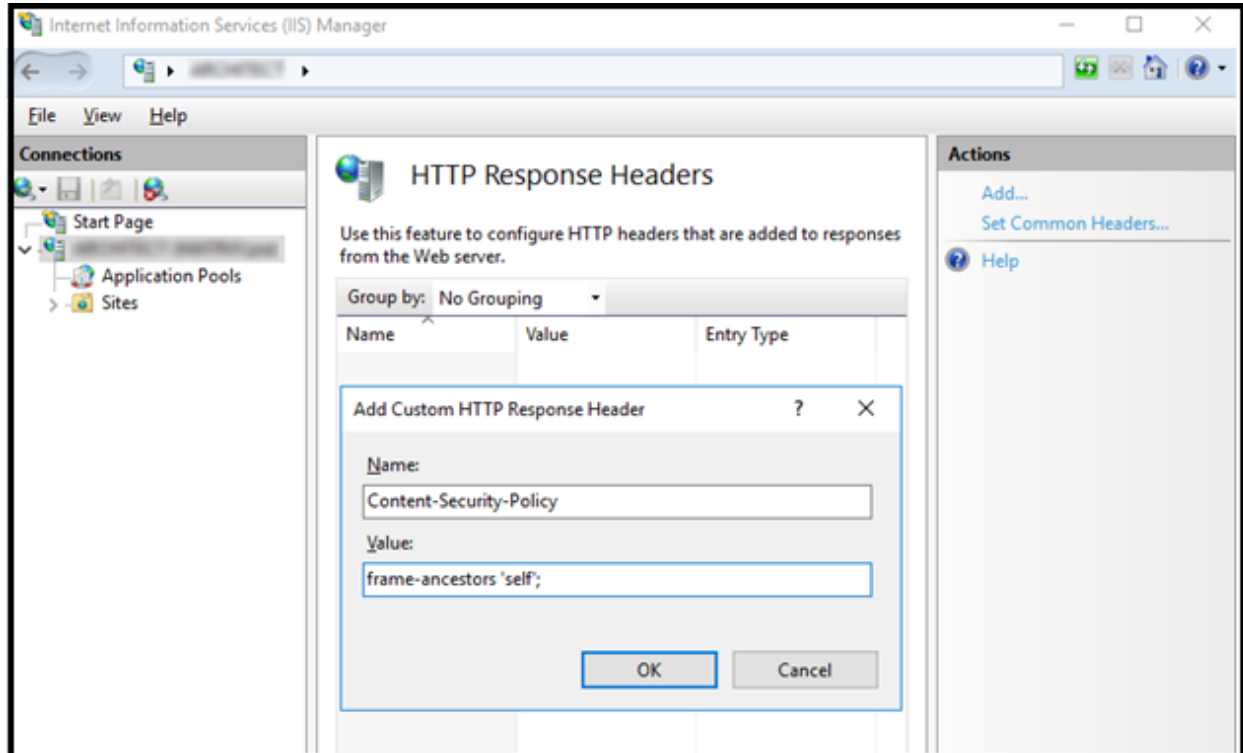 Internet Information Services (IIS) Manager
File View Help
Connections
Start Page
Application Pools
Sites
HTTP Response Headers
Use this feature to configure HTTP headers that are added to responses
from the Web server.
Group by: No Grouping
Name Value Entry Type
Add Custom HTTP Response Header ?
Name:
Content-Security-Policy
Value:
frame-ancestors 'self';
OK Cancel
Actions
Add...
Set Common Headers...
Help